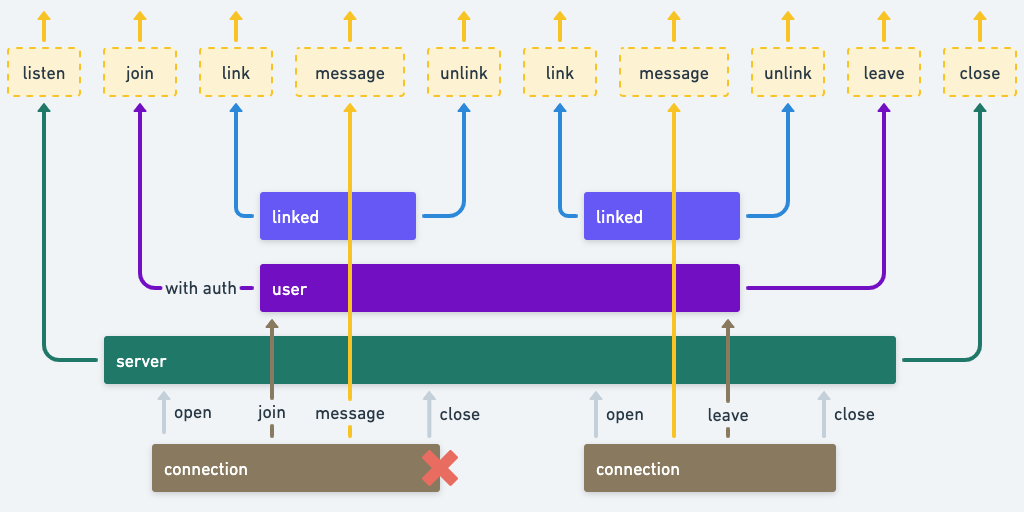 listen
join
link
message
unlink
link
message
unlink
leave
close
linked
linked
with auth
user
server
open
join
message
close
open
leave
close
connection
connection